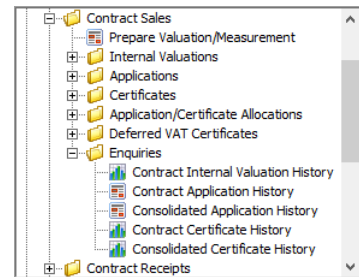 Contract Sales
Prepare Valuation/Measurement
Internal Valuations
Applications
Certificates
Application/Certificate Allocations
Deferred VAT Certificates
Enquiries
Contract Internal Valuation History
Contract Application History
Consolidated Application History
Contract Certificate History
Consolidated Certificate History
Contract Receipts